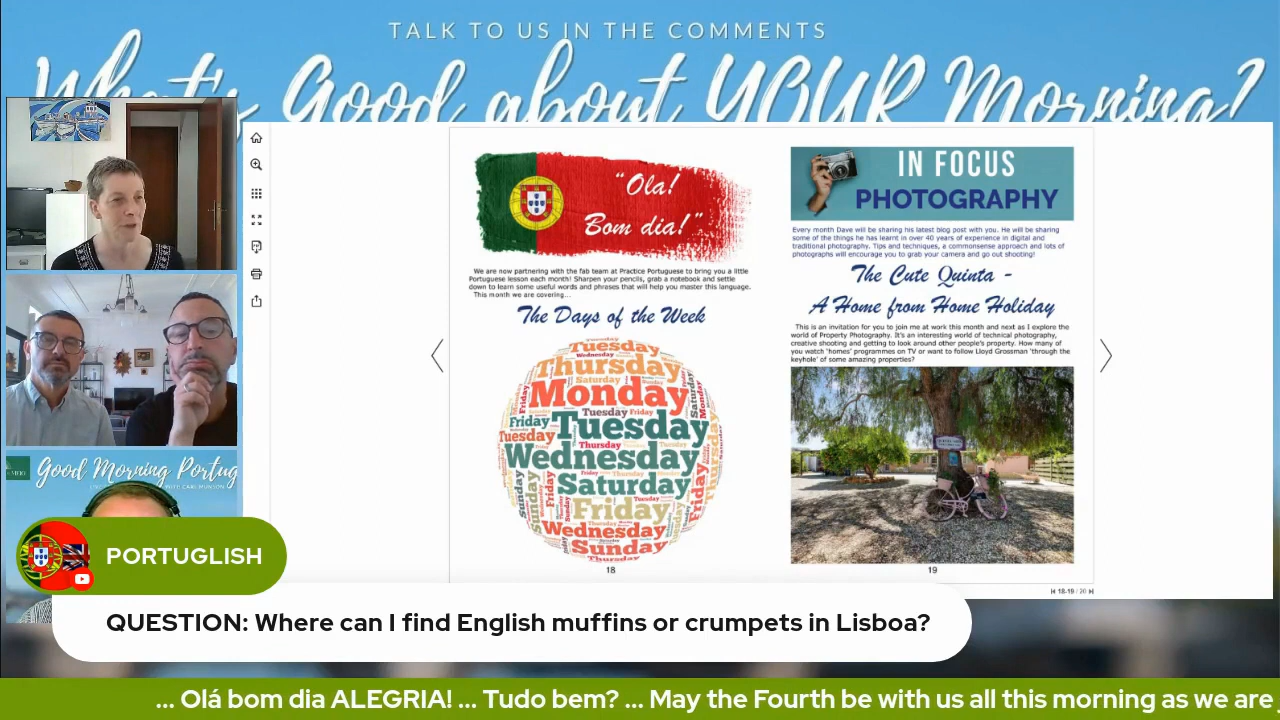 TALK TO US IN THE COMMENTS
What's Good about YOUR Morning?
"Ola!
Bom dia!"
We are now partnering with the fab team at Practice Portuguese to bring you a little
Portuguese lesson each month! Sharpen your pencils, grab a notebook and settle
down to learn some useful words and phrases that will help you master this language.
This month we are covering...
The Days of the Week
Tuesday
Wednesday
Thursday
Saturday
Monday
Tuesday Friday
Friday
Tuesday
Tuesday
Thursday
Wednesday
Saturday
Friday
Wednesday
Sunday
Thursday
18
IN FOCUS
PHOTOGRAPHY
Every month Dave will be sharing his latest blog post with you. He will be sharing
some of the things he has learnt in over 40 years of experience in digital and
traditional photography. Tips and techniques, a commonsense approach and lots of
photographs will encourage you to grab your camera and go out shooting!
The Cute Quinta -
A Home from Home Holiday
This is an invitation for you to join me at work this month and next as I explore the
world of Property Photography. It's an interesting world of technical photography,
creative shooting and getting to look around other people's property. How many of
you watch 'homes' programmes on TV or want to follow Lloyd Grossman 'through the
keyhole' of some amazing properties?
19
18-19 / 20
Good Morning Portug
PORTUGLISH
QUESTION: Where can I find English muffins or crumpets in Lisboa?
... Olá bom dia ALEGRIA! ... Tudo bem? ... May the Fourth be with us all this morning as we are